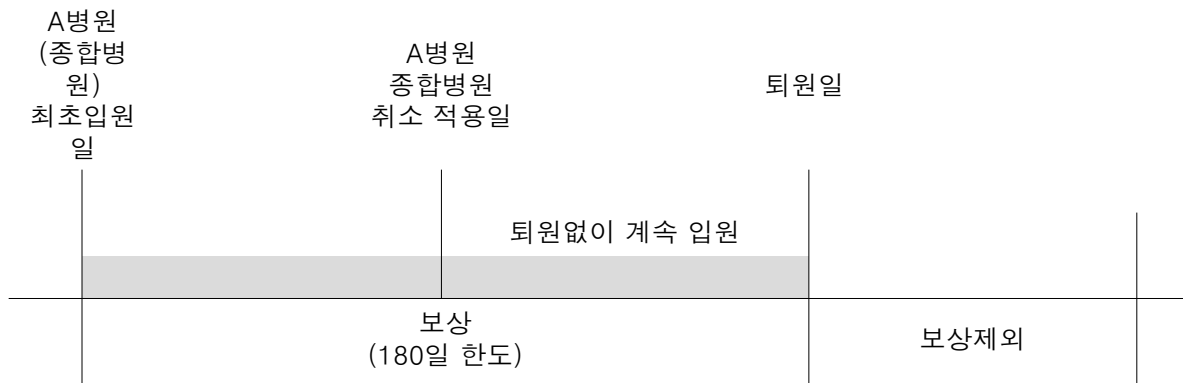 A병원
(종합병
원)
최초입원
일
A병원
종합병원
취소 적용일
퇴원일
퇴원없이 계속 입원
보상
(180일 한도)
보상제외